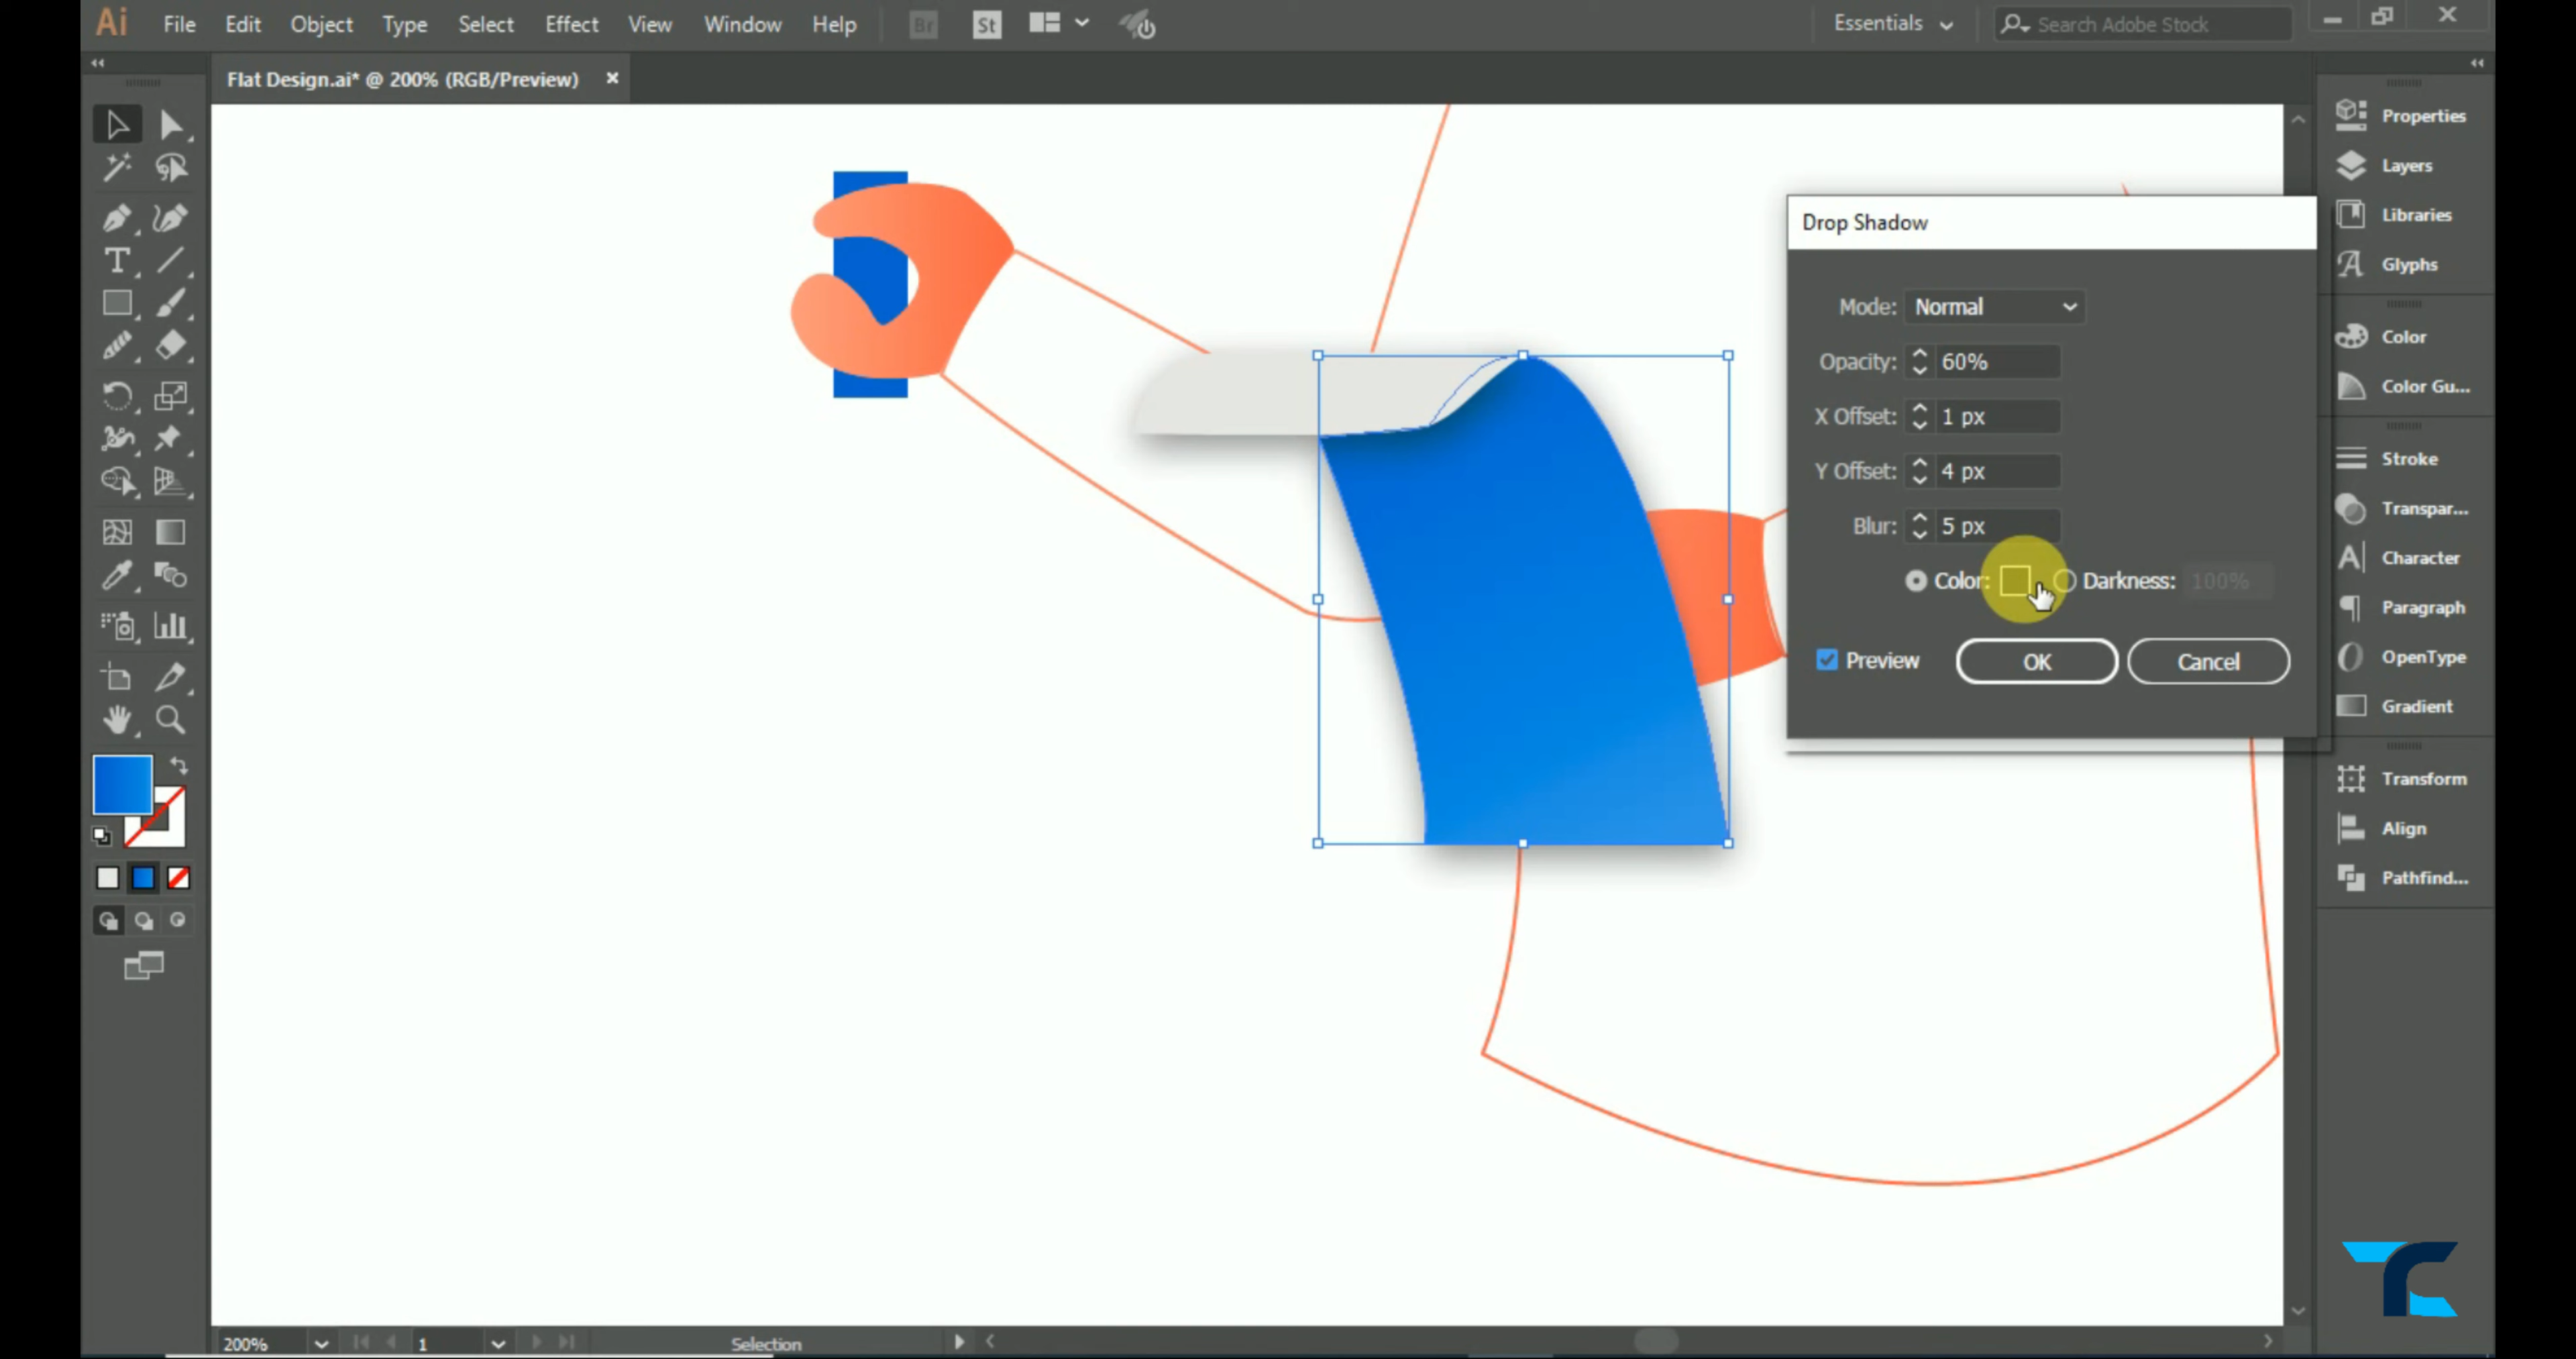 Ai File Edit Object Type Select Effect View Window Help Br St Essentials Search Adobe Stock
Flat Design.ai* @ 200% (RGB/Preview)
Properties
Layers
Libraries
Glyphs
Color
Color Gu...
Stroke
Transpar...
Character
Paragraph
OpenType
Gradient
Transform
Align
Pathfind...
Drop Shadow
Mode: Normal
Opacity: 60%
X Offset: 1 px
Y Offset: 4 px
Blur: 5 px
Color: Darkness: 100%
Preview OK Cancel
200% 1 Selection
TC